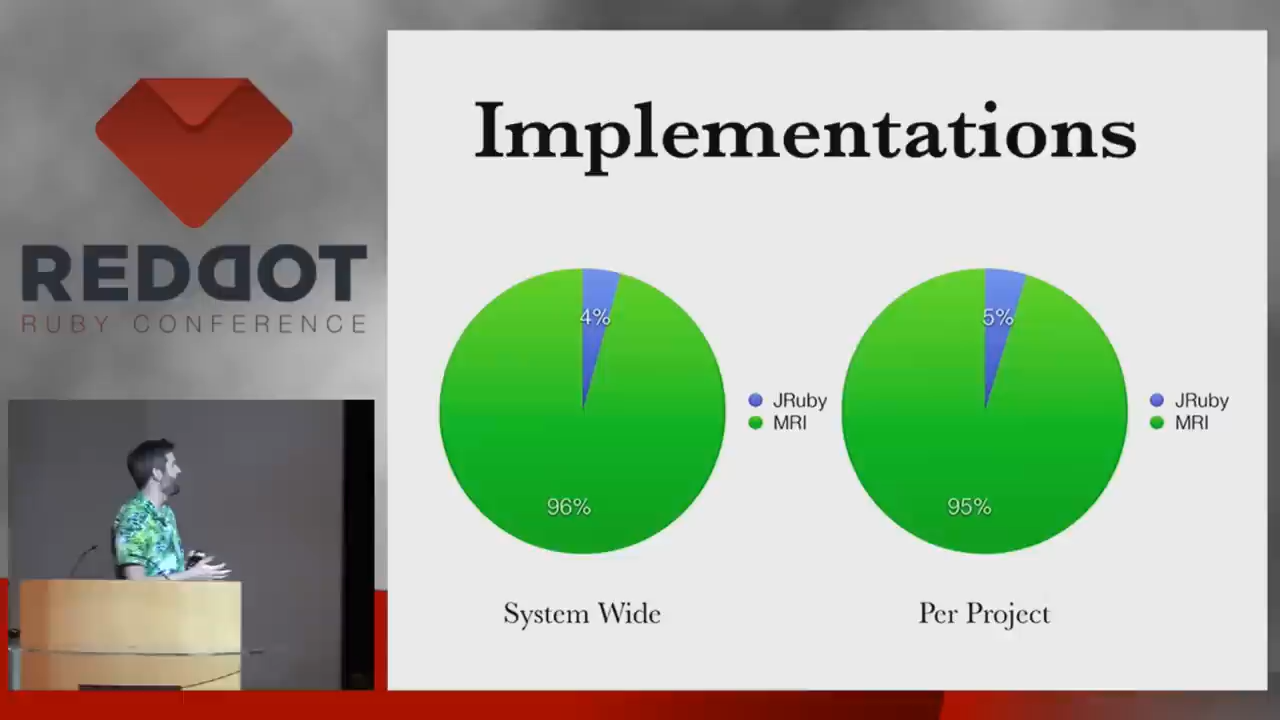 REDDOT
RUBY CONFERENCE
Implementations
4%
96%
JRuby
MRI
System Wide
5%
95%
JRuby
MRI
Per Project